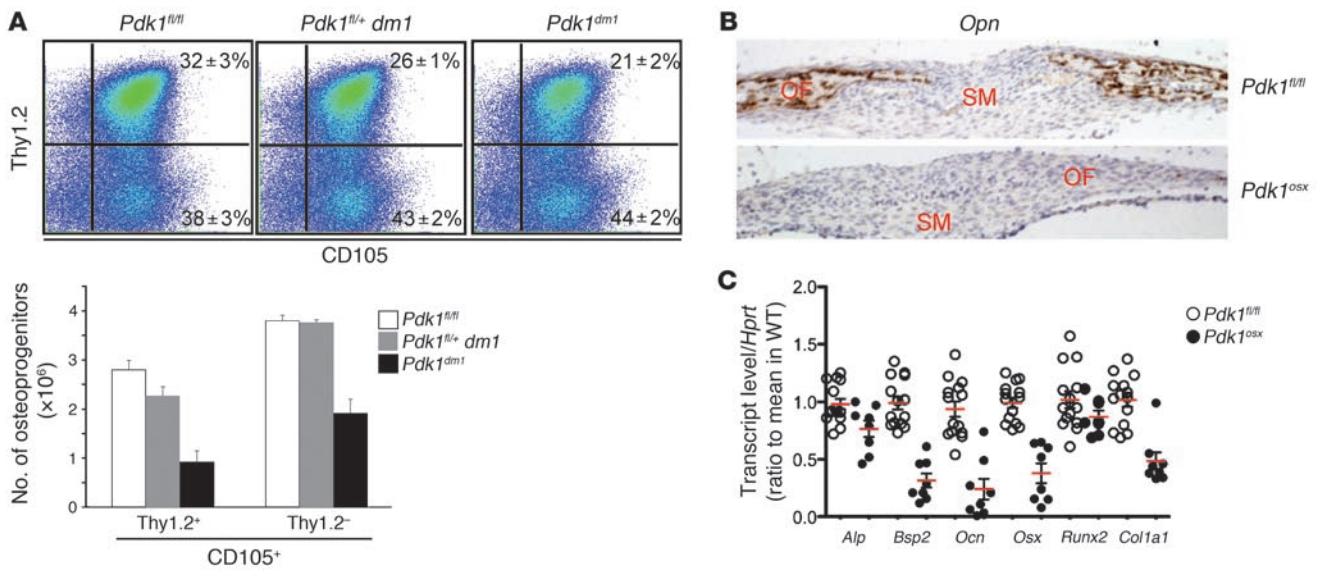 A
Pdk1fl/fl
Pdk1fl/+ dm1
Pdk1dm1
Thy1.2
32 ± 3%
26 ± 1%
21 ± 2%
38 ± 3%
43 ± 2%
44 ± 2%
CD105
No. of osteoprogenitors
(×10⁶)
4
3
2
1
0
Pdk1fl/fl
Pdk1fl/+ dm1
Pdk1dm1
Thy1.2⁺
Thy1.2⁻
CD105⁺
B
Opn
OF
SM
Pdk1fl/fl
OF
SM
Pdk1osx
C
Transcript level/Hprt
(ratio to mean in WT)
2.0
1.5
1.0
0.5
0.0
Pdk1fl/fl
Pdk1osx
Alp
Bsp2
Ocn
Osx
Runx2
Col1a1